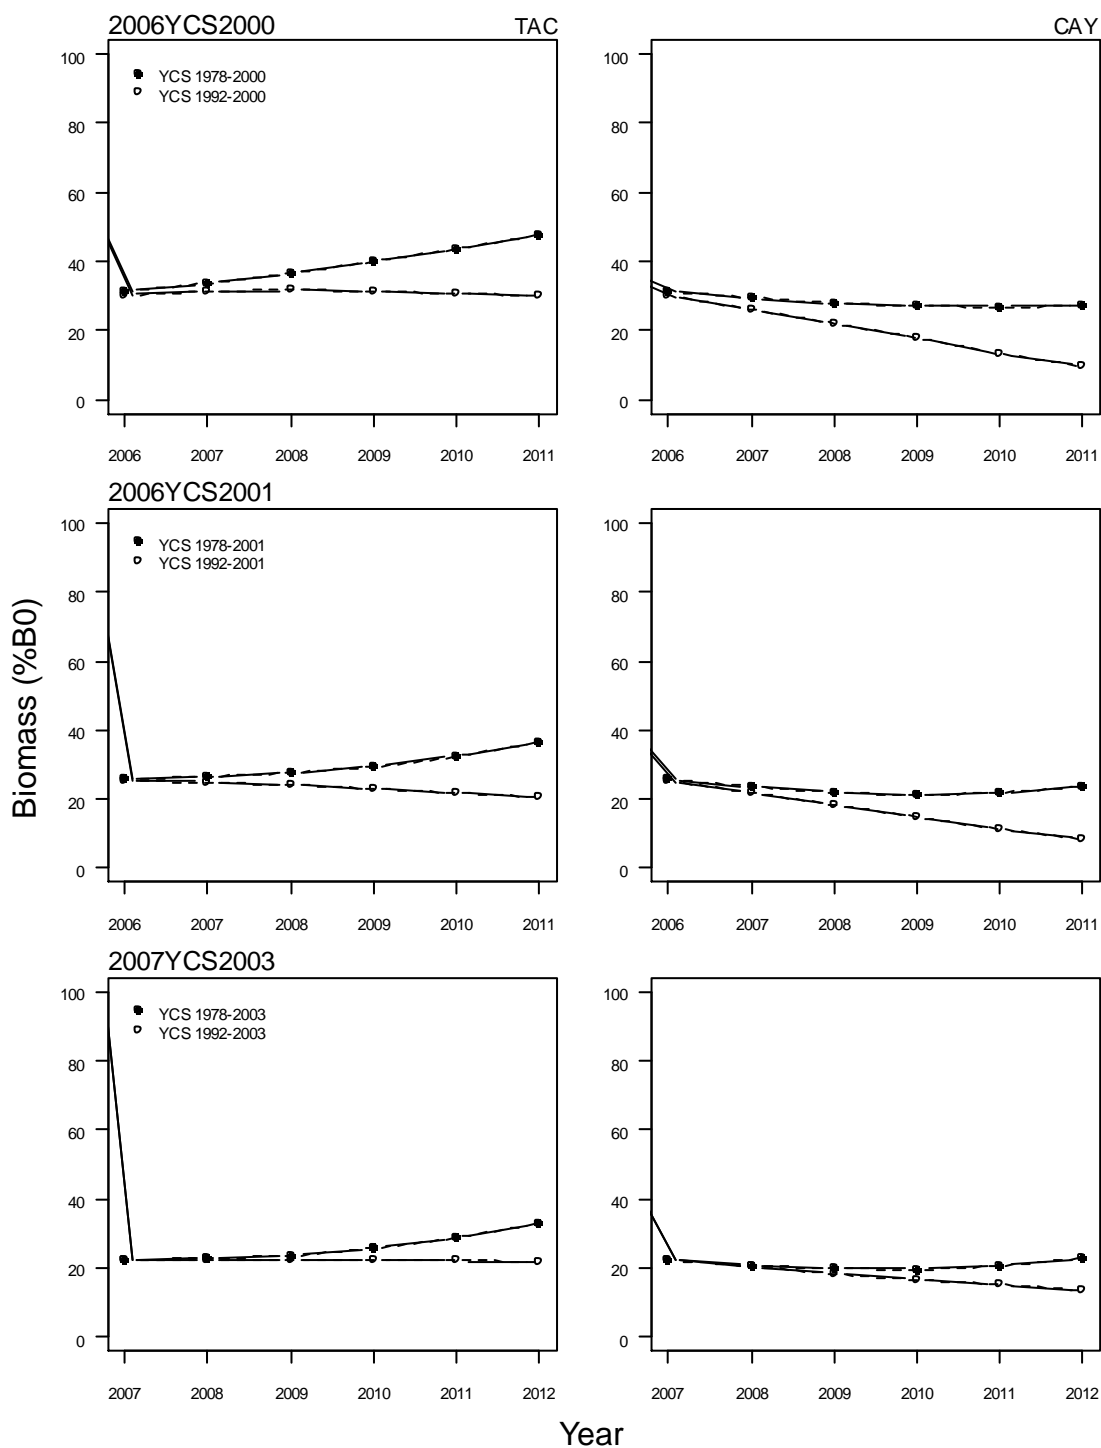 2006YCS2000 TAC CAY
100 100
YCS 1978-2000
YCS 1992-2000
80 80
60 60
40 40
20 20
0 0
2006 2007 2008 2009 2010 2011 2006 2007 2008 2009 2010 2011
2006YCS2001
100 100
YCS 1978-2001
YCS 1992-2001
80 80
60 60
Biomass (%B0)
40 40
20 20
0 0
2006 2007 2008 2009 2010 2011 2006 2007 2008 2009 2010 2011
2007YCS2003
100 100
YCS 1978-2003
YCS 1992-2003
80 80
60 60
40 40
20 20
0 0
2007 2008 2009 2010 2011 2012 2007 2008 2009 2010 2011 2012
Year